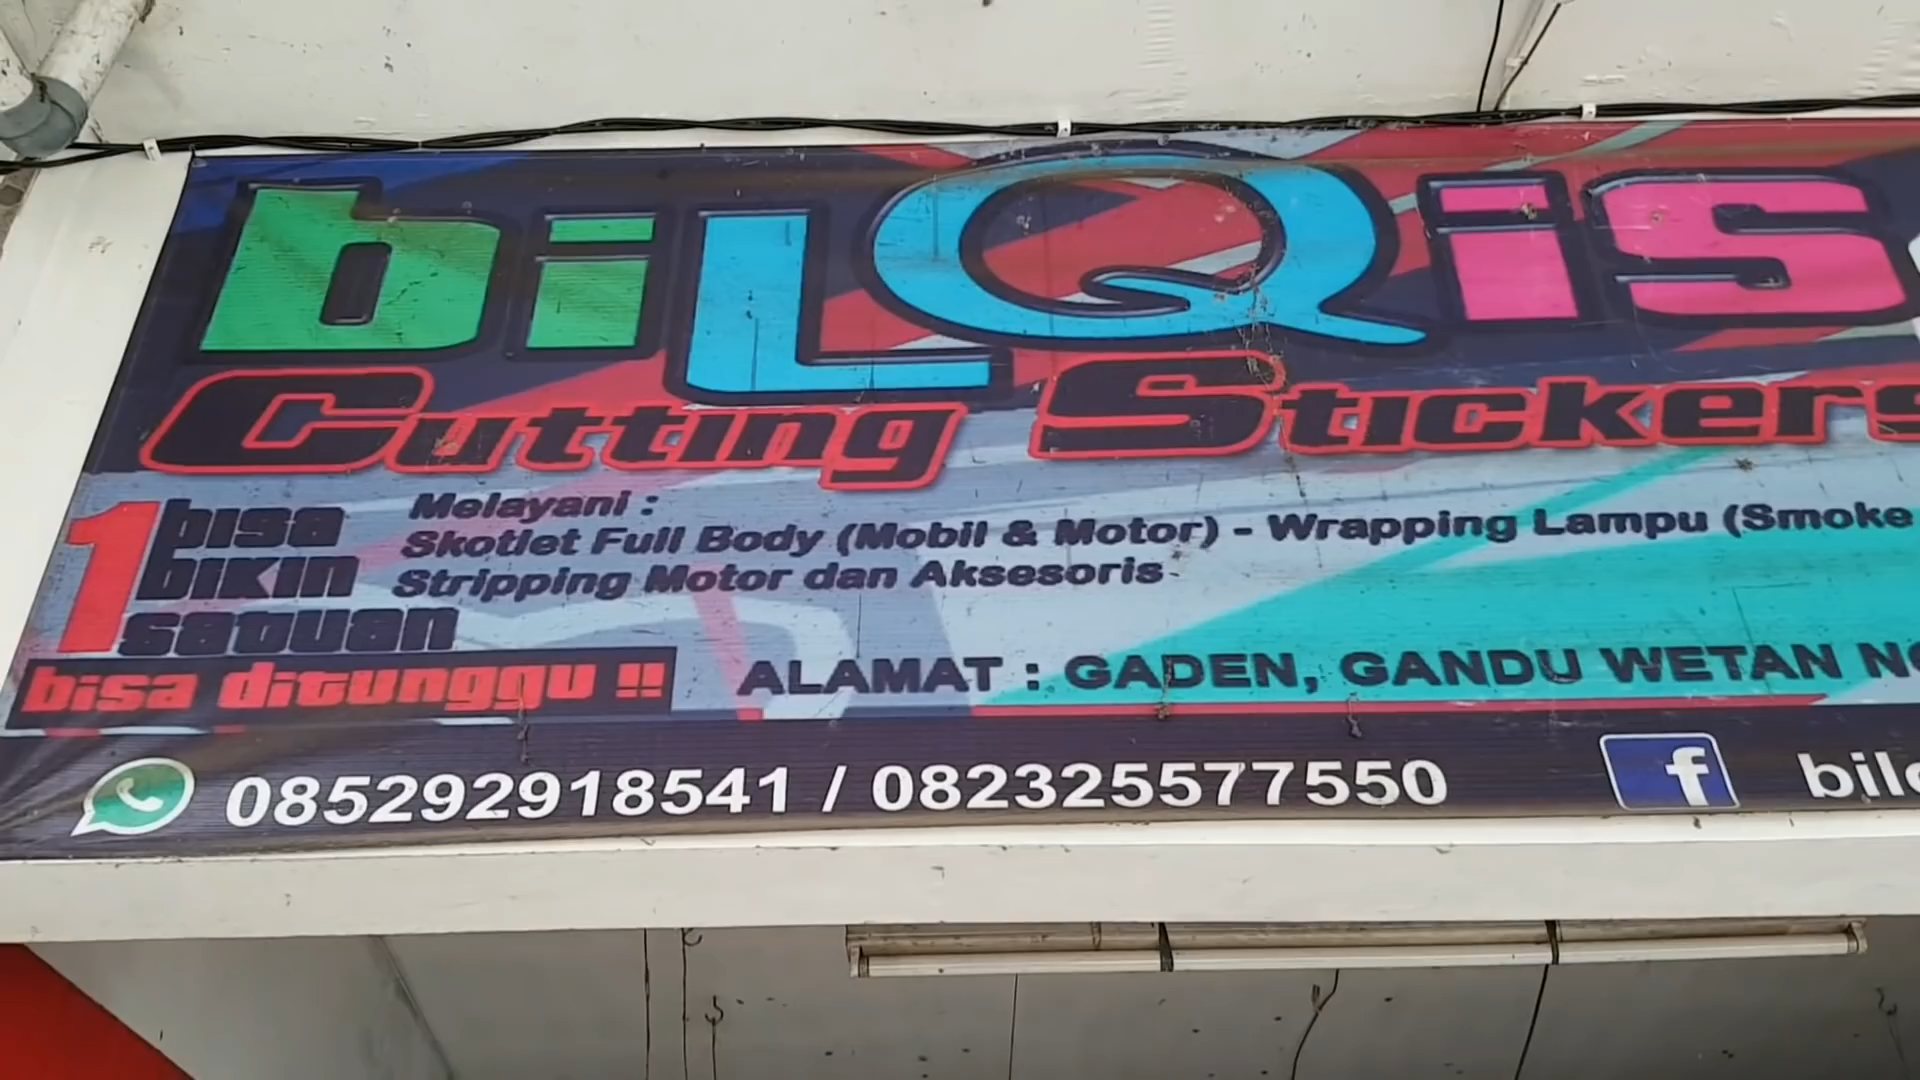 biLQis
Cutting Stickers
1 bisa
bikin
satuan
bisa ditunggu !!
Melayani :
Skotlet Full Body (Mobil & Motor) - Wrapping Lampu (Smoke
Stripping Motor dan Aksesoris
ALAMAT : GADEN, GANDU WETAN
085292918541 / 082325577550
f